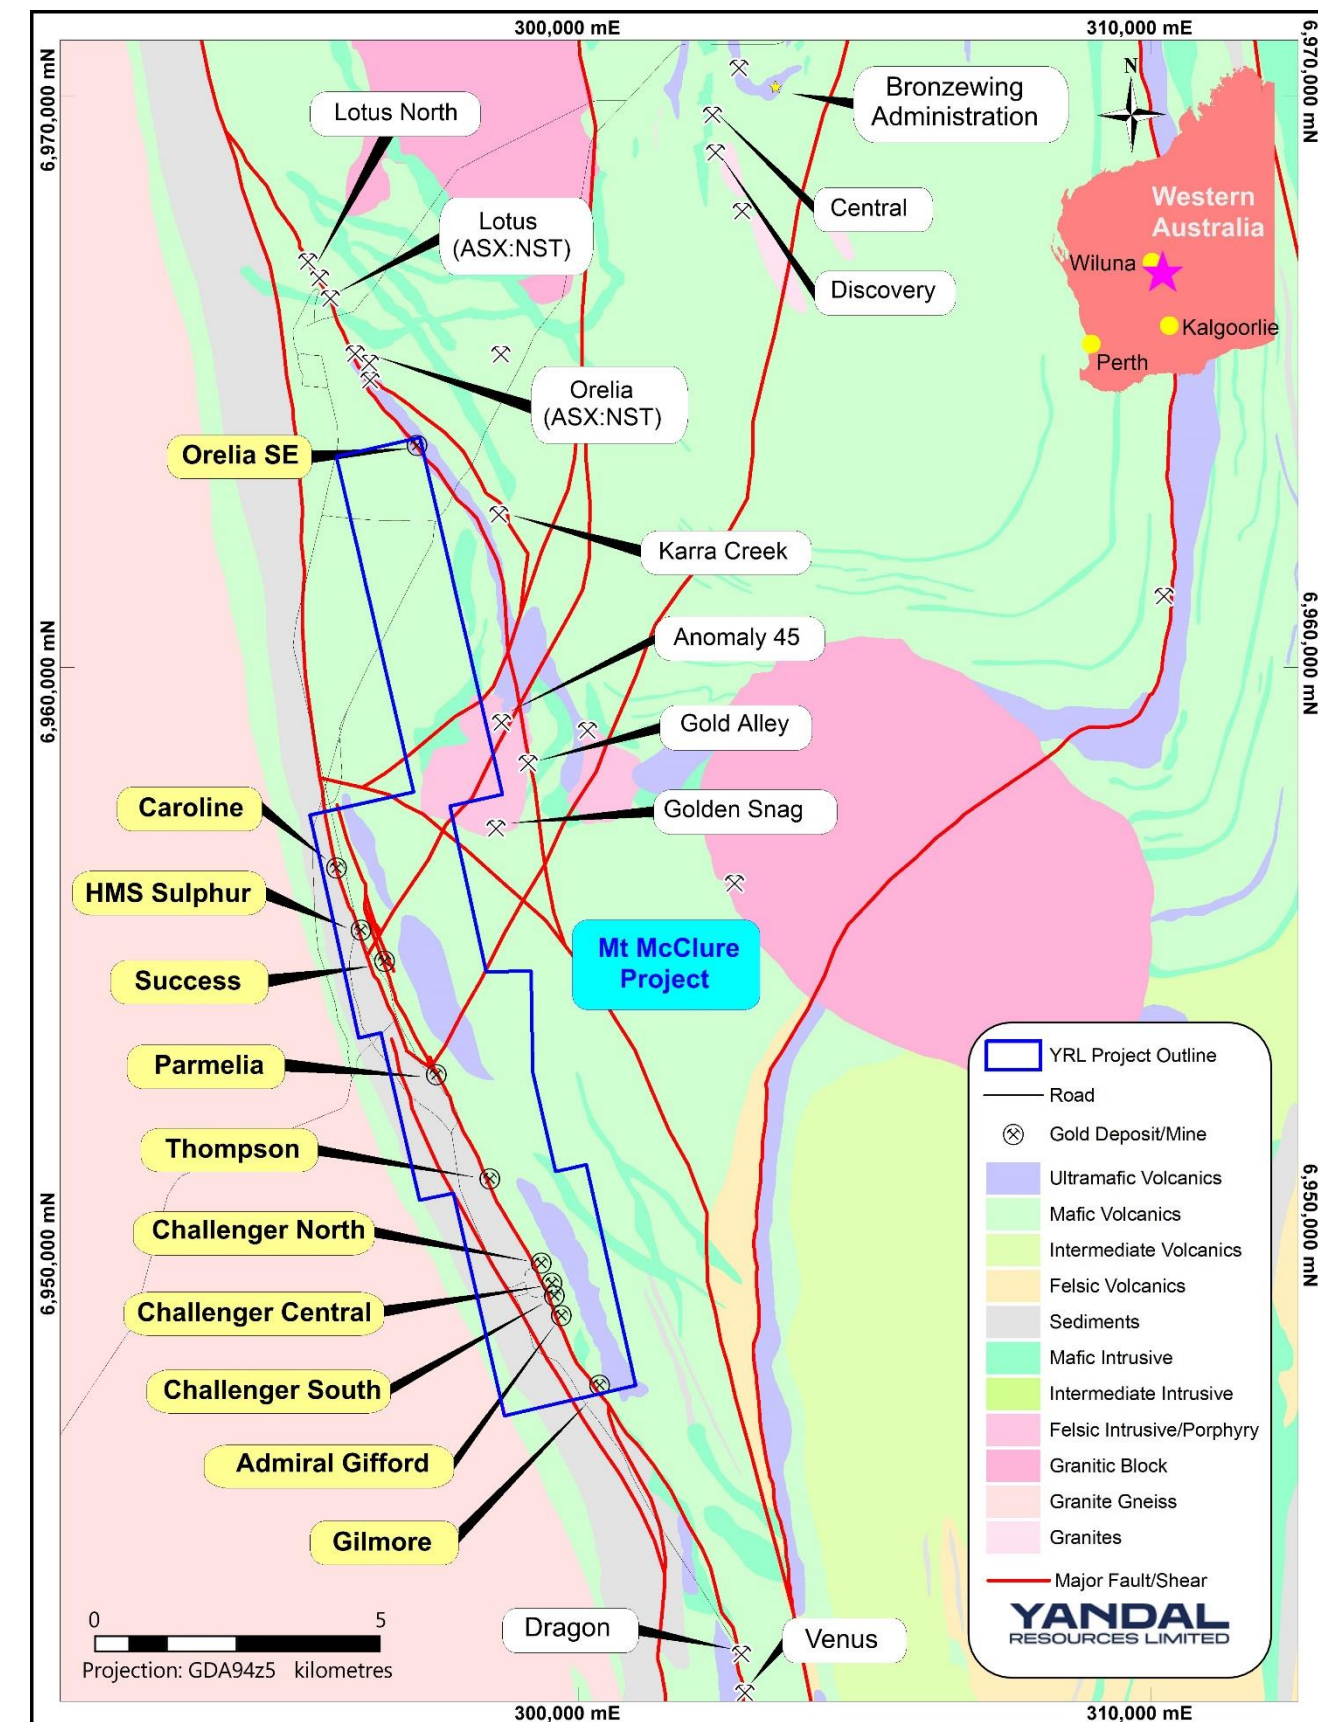 300,000 mE
310,000 mE
6,970,000 mN
6,970,000 mN
N
Bronzewing
Administration
Lotus North
Central
Lotus
(ASX:NST)
Discovery
Western
Australia
Wiluna
Kalgoorlie
Perth
Orelia
(ASX:NST)
Orelia SE
Karra Creek
Anomaly 45
6,960,000 mN
6,960,000 mN
Gold Alley
Caroline
Golden Snag
HMS Sulphur
Mt McClure
Project
Success
Parmelia
Thompson
Challenger North
6,950,000 mN
6,950,000 mN
Challenger Central
Challenger South
Admiral Gifford
Gilmore
Dragon
Venus
YRL Project Outline
Road
Gold Deposit/Mine
Ultramafic Volcanics
Mafic Volcanics
Intermediate Volcanics
Felsic Volcanics
Sediments
Mafic Intrusive
Intermediate Intrusive
Felsic Intrusive/Porphyry
Granitic Block
Granite Gneiss
Granites
Major Fault/Shear
YANDAL
RESOURCES LIMITED
0 5
Projection: GDA94z5 kilometres
300,000 mE
310,000 mE